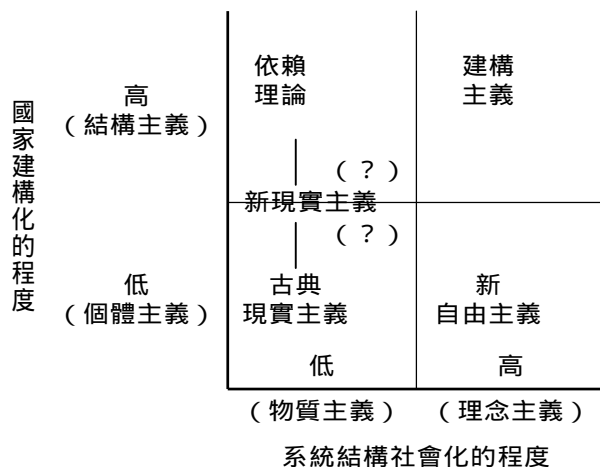 國家建構化的程度
高
（結構主義）
依賴
理論
建構
主義
（？）
新現實主義
（？）
低
（個體主義）
古典
現實主義
新
自由主義
低
高
（物質主義）
（理念主義）
系統結構社會化的程度